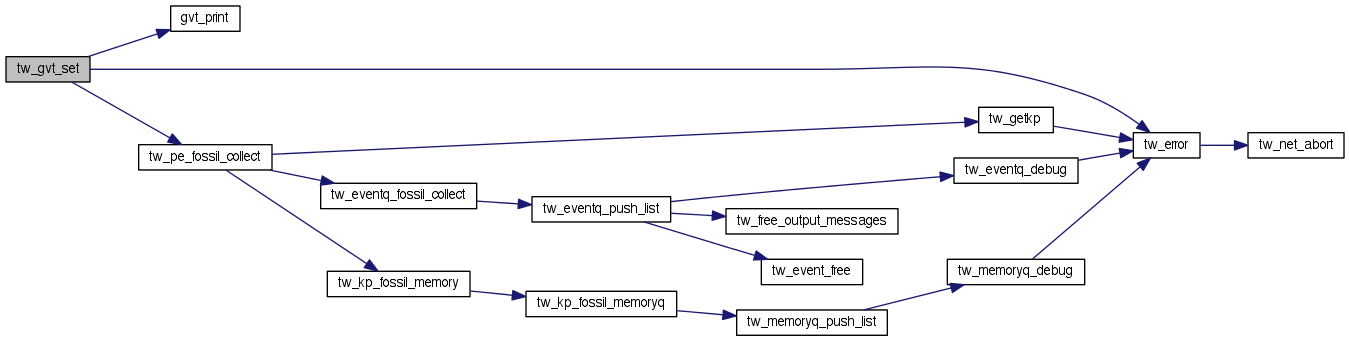 gvt_print
tw_gvt_set
tw_getkp
tw_error
tw_net_abort
tw_pe_fossil_collect
tw_eventq_debug
tw_eventq_fossil_collect
tw_eventq_push_list
tw_free_output_messages
tw_event_free
tw_memoryq_debug
tw_kp_fossil_memory
tw_kp_fossil_memoryq
tw_memoryq_push_list